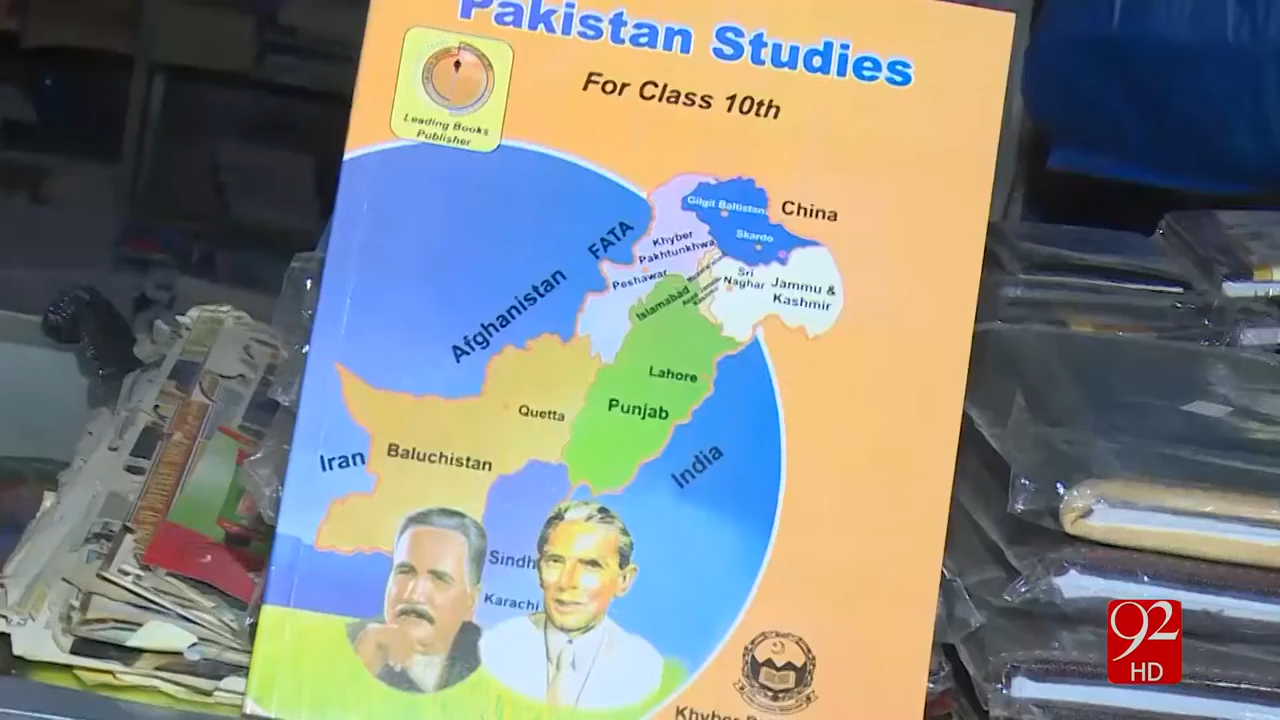 Pakistan Studies
For Class 10th
Leading Books
Publisher
China
Gilgit Baltistan
Skardo
FATA
Khyber
Pakhtunkhwa
Peshawar
Sri
Naghar
Jammu &
Kashmir
Islamabad
Afghanistan
Lahore
Punjab
Quetta
Iran
Baluchistan
India
Sindh
Karachi
Khyber
92
HD